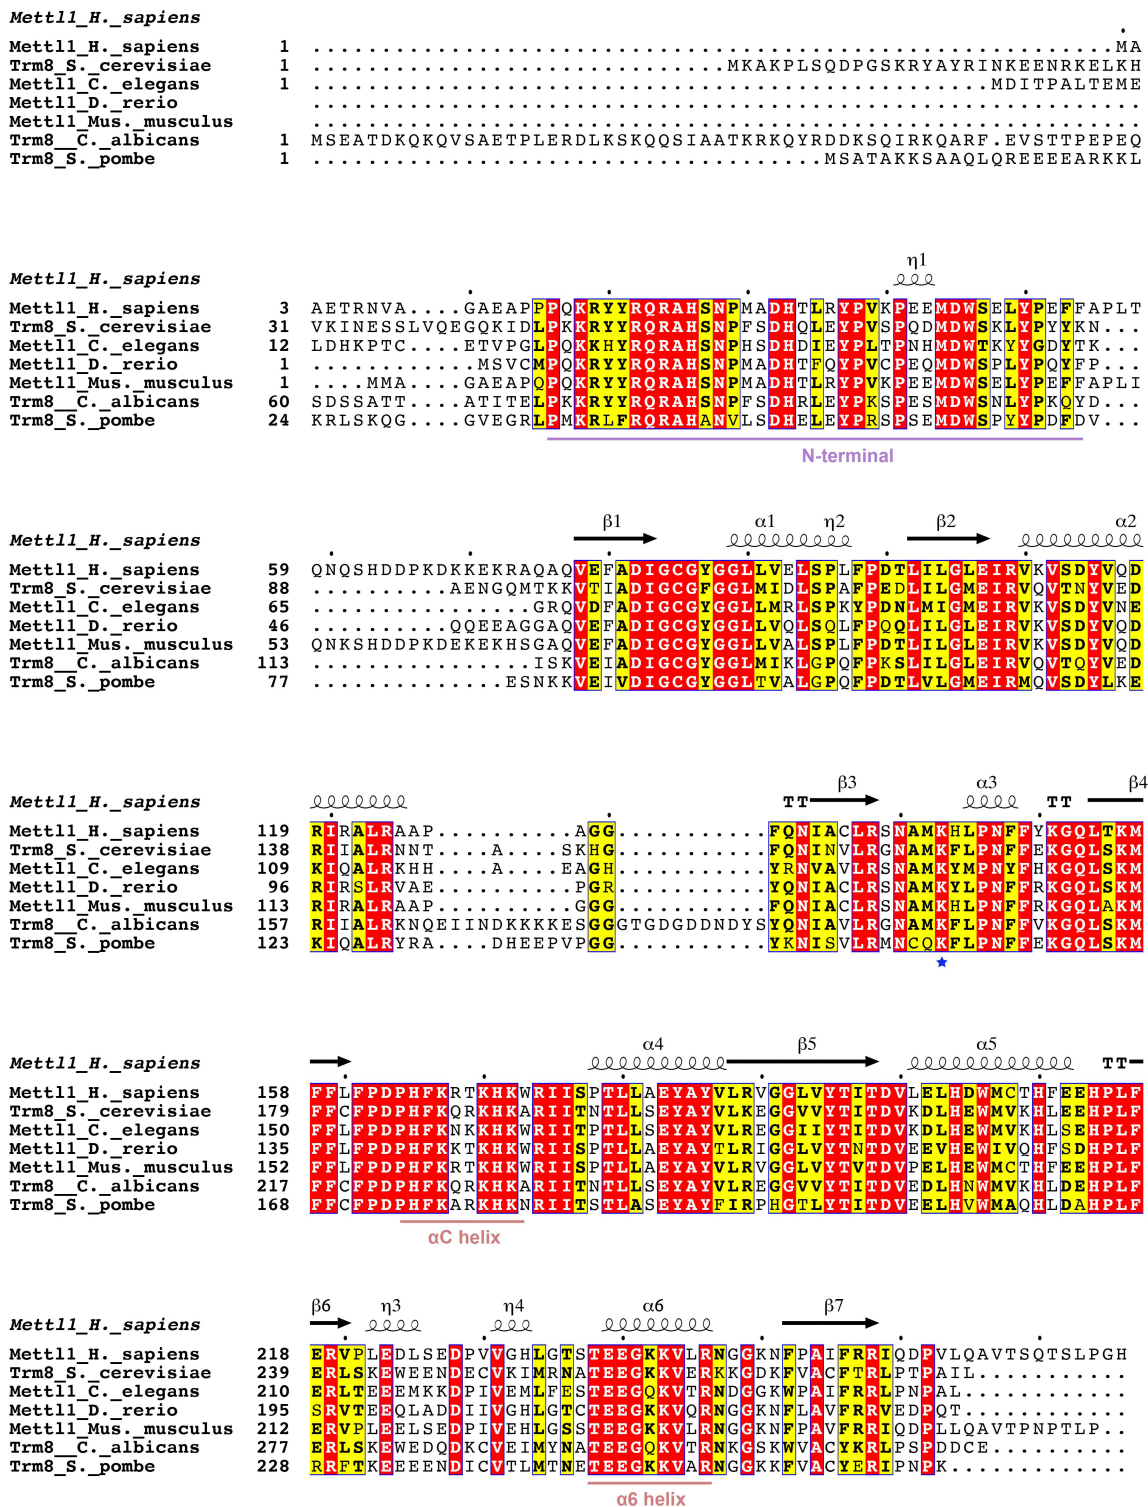 Mettl1_H._sapiens
Mettl1_H._sapiens 1 ..........................................................MA
Trm8_S._cerevisiae 1 ..............................MKAKPLSQDPGSKRYAYRINKEENRKELKH
Mettl1_C._elegans 1 .................................................MDITPALTEME
Mettl1_D._rerio ............................................................
Mettl1_Mus._musculus ............................................................
Trm8__C._albicans 1 MSEATDKQKQVSAETPLERDLKSKQQSIAATKRKQYRDDKSQIRKQARF.EVSTTPEPEQ
Trm8_S._pombe 1 .....................................MSATAKKSAAQLQREEEEARKKL
η1
Mettl1_H._sapiens
Mettl1_H._sapiens 3 AETRNVA....GAEAPPPQKRYYRQRAHSNPMADHTLRYPVKPEEMDWSELYPEFFAPLT
Trm8_S._cerevisiae 31 VKINESSLVQEGQKIDLPKKRYYRQRAHSNPFSDHQLEYPVSPQDMDWSKLYPYYKN...
Mettl1_C._elegans 12 LDHKPTC....ETVPGLPQKKHYRQRAHSNPHSDHDIEYPLTPNHMDWTKYYGDYTK...
Mettl1_D._rerio 1 ............MSVCMPQKRYYRQRAHSNPMADHTFQYPVCPEQMDWSPLYPQYFP...
Mettl1_Mus._musculus 1 ....MMA....GAEAPQPQKRYYRQRAHSNPMADHTLRYPVKPEEMDWSELYPEFFAPLI
Trm8__C._albicans 60 SDSSATT....ATITELPKKRYYRQRAHSNPFSDHRLEYPKSPESMDWSNLYPKQYD...
Trm8_S._pombe 24 KRLSKQG....GVEGRLPMKRLFRQRAHANVLSDHELEYPRSPSEMDWSPYYPDFDV...
N-terminal
β1 α1 η2 β2 α2
Mettl1_H._sapiens
Mettl1_H._sapiens 59 QNQSHDDPKDKKEKRAQAQVEFADIGCGYGGLLVELSPLFPDTLILGLEIRVKVSDYVQD
Trm8_S._cerevisiae 88 ..........AENGQMTKKVTIADIGCGFGGLMIDLSPAFPEDLILGMEIRVQVTNYVED
Mettl1_C._elegans 65 ................GRQVDFADIGCGYGGLLMRLSPKYPDNLMIGMEIRVKVSDYVNE
Mettl1_D._rerio 46 ..........QQEEAGGAQVEFADIGCGYGGLLVQLSQLFPQQLILGLEIRVKVSDYVQD
Mettl1_Mus._musculus 53 QNKSHDDPKDEKEKHSGAQVEFADIGCGYGGLLVALSPLFPDTLILGLEIRVKVSDYVQD
Trm8__C._albicans 113 ................ISKVEIADIGCGYGGLMIKLGPQFPKSLILGLEIRVQVTQYVED
Trm8_S._pombe 77 ..............ESNKKVEIVDIGCGYGGLTVALGPQFPDTLVLGMEIRMQVSDYLKE
β3 α3 β4
Mettl1_H._sapiens TT TT
Mettl1_H._sapiens 119 RIRALRAAP..........AGG...........FQNIACLRSNAMKHLPNFFYKGQLTKM
Trm8_S._cerevisiae 138 RIIALRNNT....A....SKHG...........FQNINVLRGNAMKFLPNFFEKGQLSKM
Mettl1_C._elegans 109 KIQALRKHH....A....EAGH...........YRNVAVLRSNAMKYMPNYFHKGQLSKM
Mettl1_D._rerio 96 RIRSLRVAE..........PGR...........YQNIACLRSNAMKYLPNFFRKGQLSKM
Mettl1_Mus._musculus 113 RIRALRAAP..........GGG...........FQNIACLRSNAMKHLPNFFRKGQLAKM
Trm8__C._albicans 157 RIIALRKNQEIINDKKKKESGGGTGDGDDNDYSYQNIAVLRGNAMKFLPNFFVKGQLSKM
Trm8_S._pombe 123 KIQALRYRA....DHEEPVPGG...........YKNISVLRMNCQKFLPNFFEKGQLSKM
α4 β5 α5
Mettl1_H._sapiens TT
Mettl1_H._sapiens 158 FFLFPDPHFKRTKHKWRIISPTLLAEYAYVLRVGGLVYTITDVLELHDWMCTHFEEHPLF
Trm8_S._cerevisiae 179 FFCFPDPHFKQRKHKARIITNTLLSEYAYVLKEGGVVYTITDVKDLHEWMVKHLEEHPLF
Mettl1_C._elegans 150 FFLFPDPHFKNKKHKWRIITPTLLSEYAYVLREGGIIYTITDVKDLHEWMVKHLSEHPLF
Mettl1_D._rerio 135 FFLFPDPHFKKTKHKWRIISPTLLAEYAYTLRIGGLVYTNTDVEEVHEWIVQHFSDHPLF
Mettl1_Mus._musculus 152 FFLFPDPHFKRTKHKWRIISPTLLAEYAYVLRVGGLVYTVTDVPELHEWMCTHFEEHPLF
Trm8__C._albicans 217 FFCFPDPHFKQRKHKARIITNTLLSEYAYVLREGGVVYTITDVEDLHNWMVKHLDEHPLF
Trm8_S._pombe 168 FFCFPDPHFKARKHKNRIITSTLASEYAYFIRPHGTLYTITDVEELHVWMAQHLDAHPLF
αC helix
β6 η3 η4 α6 β7
Mettl1_H._sapiens
Mettl1_H._sapiens 218 ERVPLEDLSEDPVVGHLGTSTEEGKKVLRNGGKNFPAIFRRIQDPVLQAVTSQTSLPGH
Trm8_S._cerevisiae 239 ERLSKEWEENDECVKIMRNATEEGKKVERKKGDKFVACFTRLPTPAIL...........
Mettl1_C._elegans 210 ERLTEEEMKKDPIVEMLFESTEEGQKVTRNDGGKWPAIFRRLPNPAL............
Mettl1_D._rerio 195 SRVTEEQLADDIIVGHLGTCTEEGKKVQRNGGKNFLAVFRRVEDPQT............
Mettl1_Mus._musculus 212 ERVPLEELSEDPIVEHLGSSTEEGKKVLRNGGKNFPAVFRRIQDPLLQAVTPNPTLP..
Trm8__C._albicans 277 ERLSKEWEDQDKCVEIMYNATEEGQKVTRNKGSKWVACYKRLPSPDDCE..........
Trm8_S._pombe 228 RRFTKEEEENDICVTLMTNETEEGKKVARNGGKKFVACYERIPNPK.............
α6 helix